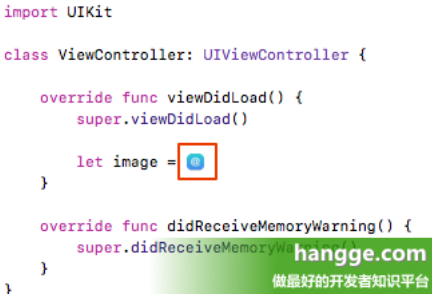 import UIKit
class ViewController: UIViewController {
override func viewDidLoad() {
super.viewDidLoad()
let image = @
}
override func didReceiveMemoryWarning() {
super.didReceiveMemoryWarning()
}
}
hangge.com
做最好的开发者知识平台